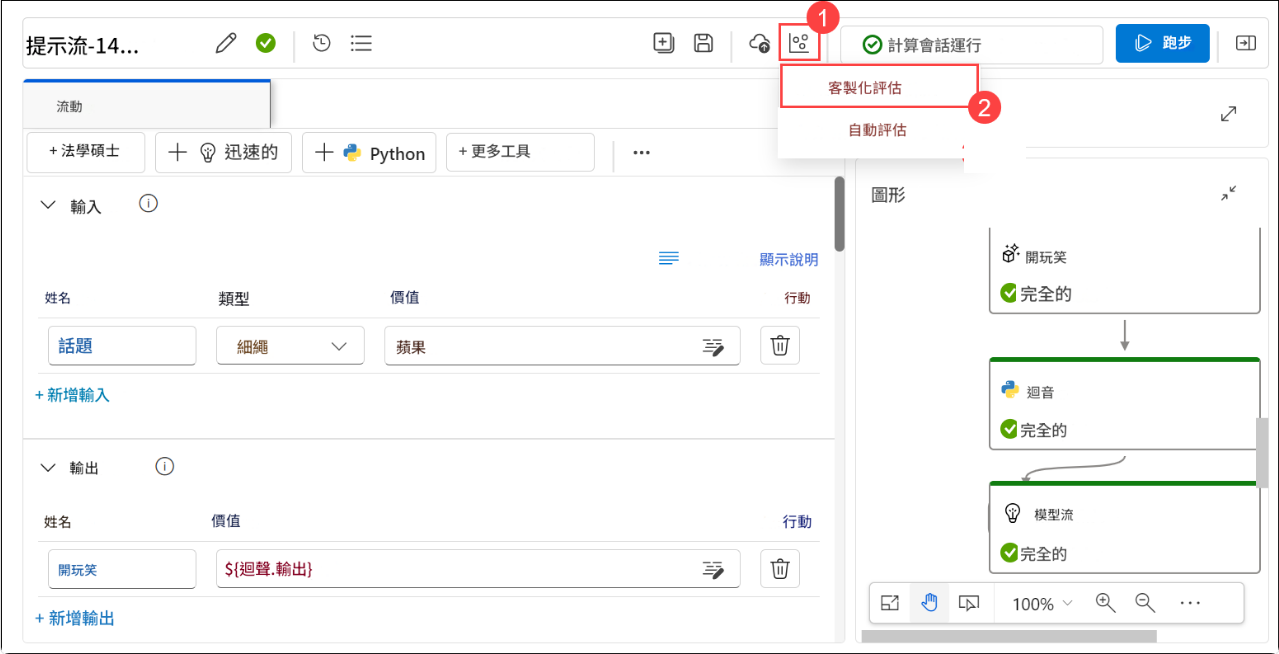 提示流-14...
1
計算會話運行
跑步
客製化評估
2
自動評估
流動
+ 法學碩士
迅速的
Python
+ 更多工具
...
輸入
顯示說明
姓名
類型
價值
行動
話題
細繩
蘋果
+ 新增輸入
輸出
姓名
價值
行動
開玩笑
${迴聲.輸出}
+ 新增輸出
圖形
開玩笑
完全的
迴音
完全的
模型流
完全的
100%